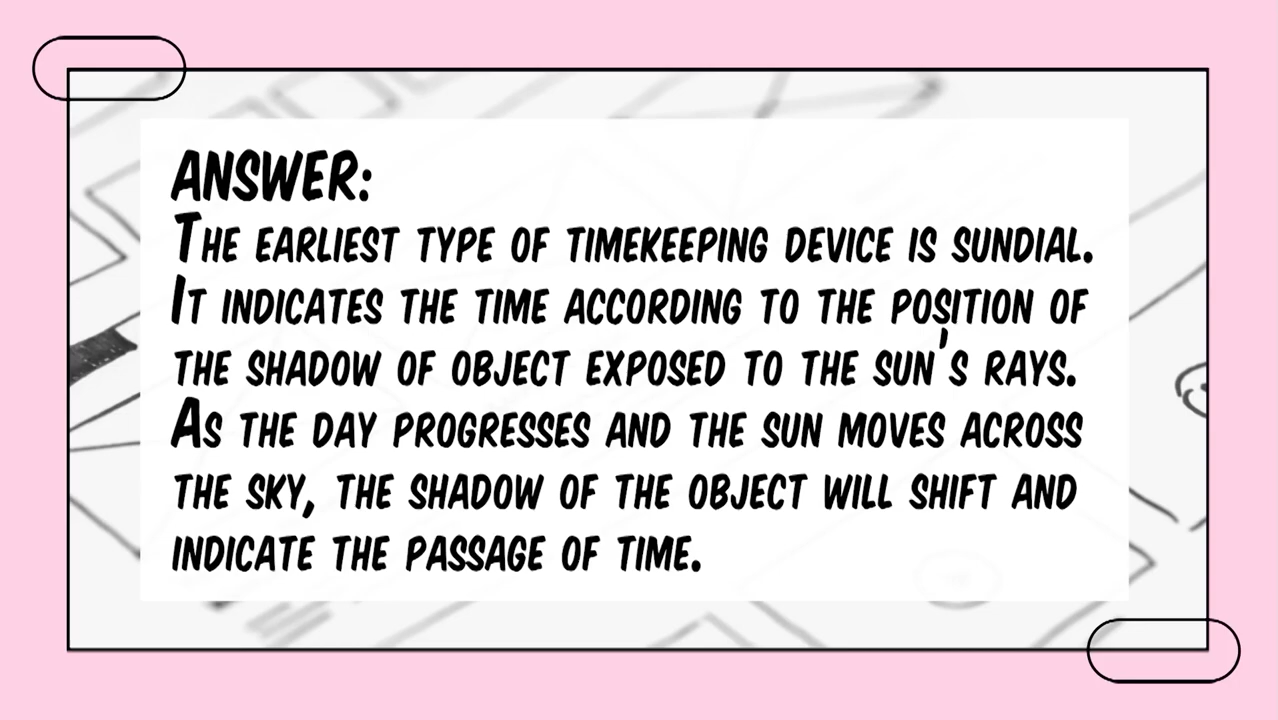 ANSWER:
THE EARLIEST TYPE OF TIMEKEEPING DEVICE IS SUNDIAL.
IT INDICATES THE TIME ACCORDING TO THE POSITION OF
THE SHADOW OF OBJECT EXPOSED TO THE SUN'S RAYS.
AS THE DAY PROGRESSES AND THE SUN MOVES ACROSS
THE SKY, THE SHADOW OF THE OBJECT WILL SHIFT AND
INDICATE THE PASSAGE OF TIME.